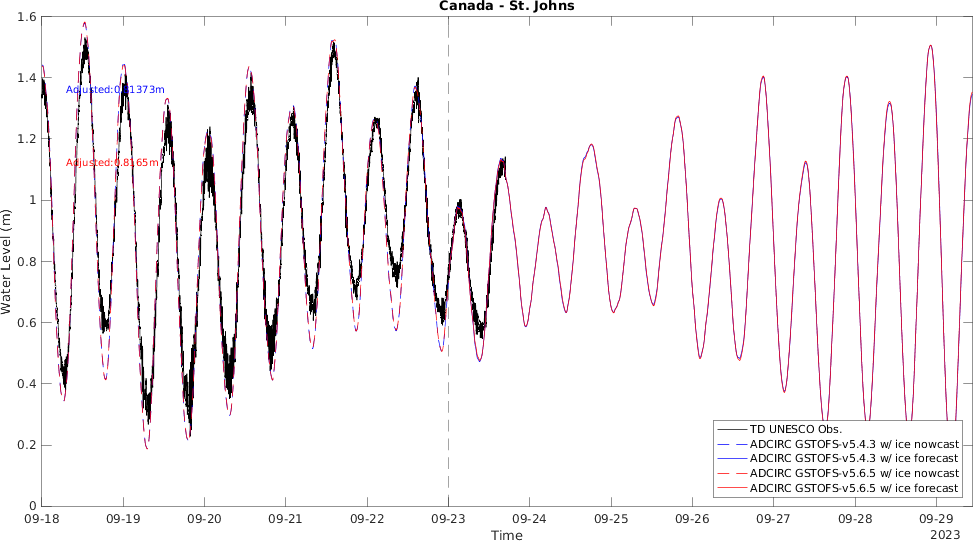 Canada - St. Johns
1.6
1.4
1.2
1
0.8
0.6
0.4
0.2
0
Water Level (m)
Adjusted:0.81373m
Adjusted:0.8165m
TD UNESCO Obs.
ADCIRC GSTOFS-v5.4.3 w/ ice nowcast
ADCIRC GSTOFS-v5.4.3 w/ ice forecast
ADCIRC GSTOFS-v5.6.5 w/ ice nowcast
ADCIRC GSTOFS-v5.6.5 w/ ice forecast
09-18 09-19 09-20 09-21 09-22 09-23 09-24 09-25 09-26 09-27 09-28 09-29
Time
2023